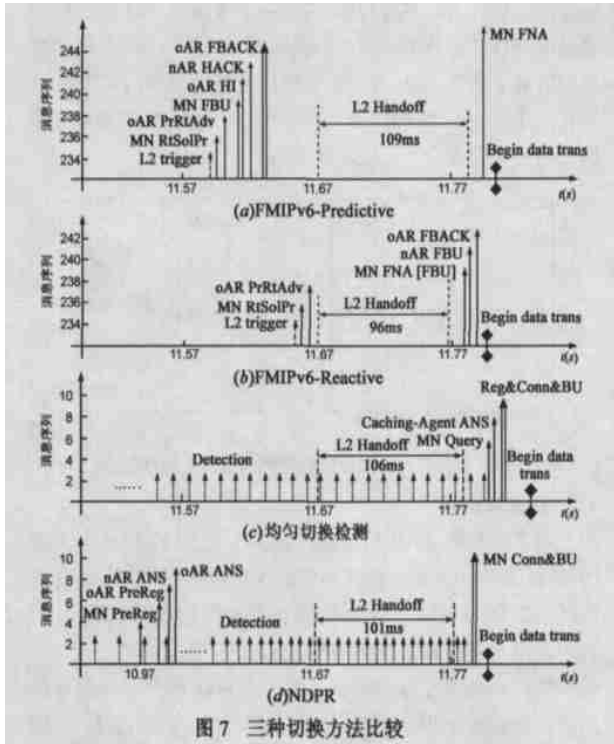 oAR FBACK
MN FNA
244
nAR HACK
242
oAR HI
240
MN FBU
L2 Handoff
238
oAR PrRtAdv
236
MN RtSolPr
109ms
Begin data trans
234
L2 trigger
消息序列
11.57
11.67
11.77
t(s)
(a)FMIPv6-Predictive
242
oAR FBACK
240
nAR FBU
238
oAR PrRtAdv
MN FNA [FBU]
236
MN RtSolPr
L2 Handoff
234
L2 trigger
Begin data trans
232
96ms
消息序列
11.57
11.67
11.77
t(s)
(b)FMIPv6-Reactive
Reg&Conn&BU
10
8
Caching-Agent ANS
6
L2 Handoff
MN Query
4
Detection
106ms
Begin data
trans
2
......
消息序列
11.57
11.67
11.77
t(s)
(c)均匀切换检测
10
nAR ANS
oAR ANS
MN Conn&BU
8
oAR PreReg
6
MN PreReg
L2 Handoff
4
Detection
101ms
Begin data trans
2
......
消息序列
10.97
11.67
11.77
t(s)
(d)NDPR
图 7 三种切换方法比较